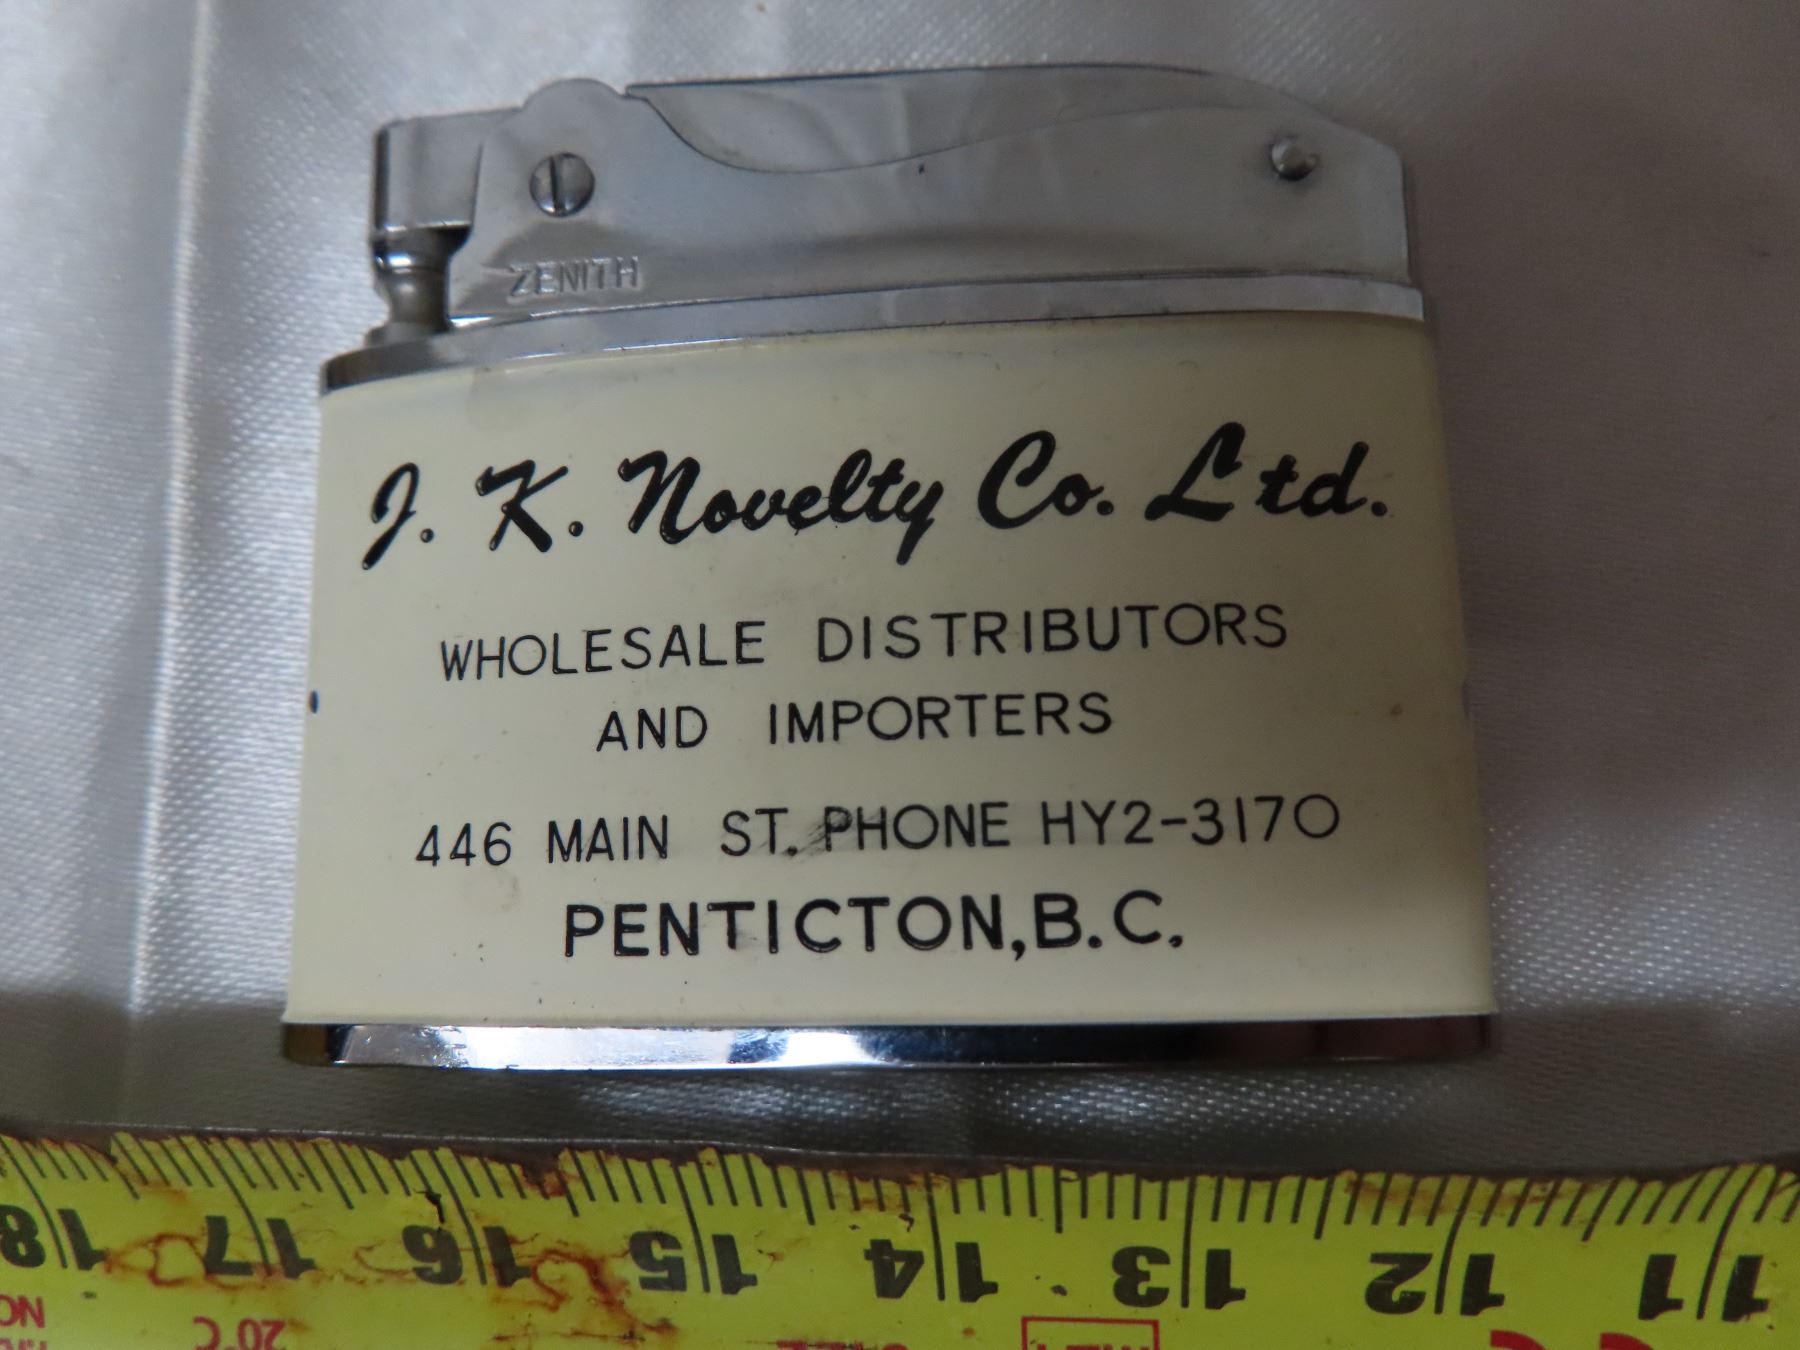 ZENITH
J. K. Novelty Co. Ltd.
WHOLESALE DISTRIBUTORS
AND IMPORTERS
446 MAIN ST. PHONE HY2-3170
PENTICTON, B.C.
18 17 16 15 14 13 12 11
20°C